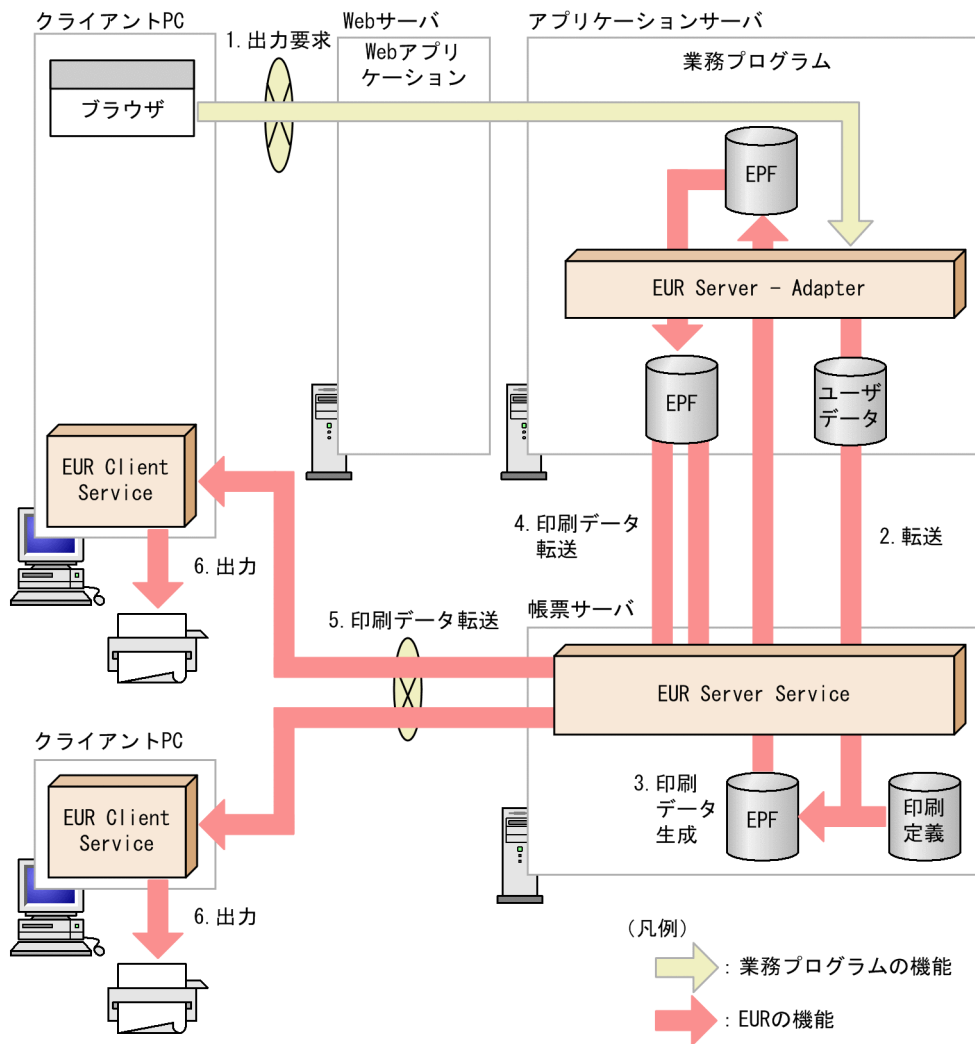 クライアントPC
Webサーバ
アプリケーションサーバ
1. 出力要求
Webアプリ
ケーション
業務プログラム
ブラウザ
EPF
EUR Server − Adapter
EPF
ユーザ
データ
EUR Client
Service
4. 印刷データ
転送
2. 転送
6. 出力
5. 印刷データ転送
帳票サーバ
EUR Server Service
クライアントPC
EUR Client
Service
3. 印刷
データ
生成
EPF
印刷
定義
6. 出力
(凡例)
: 業務プログラムの機能
: EURの機能